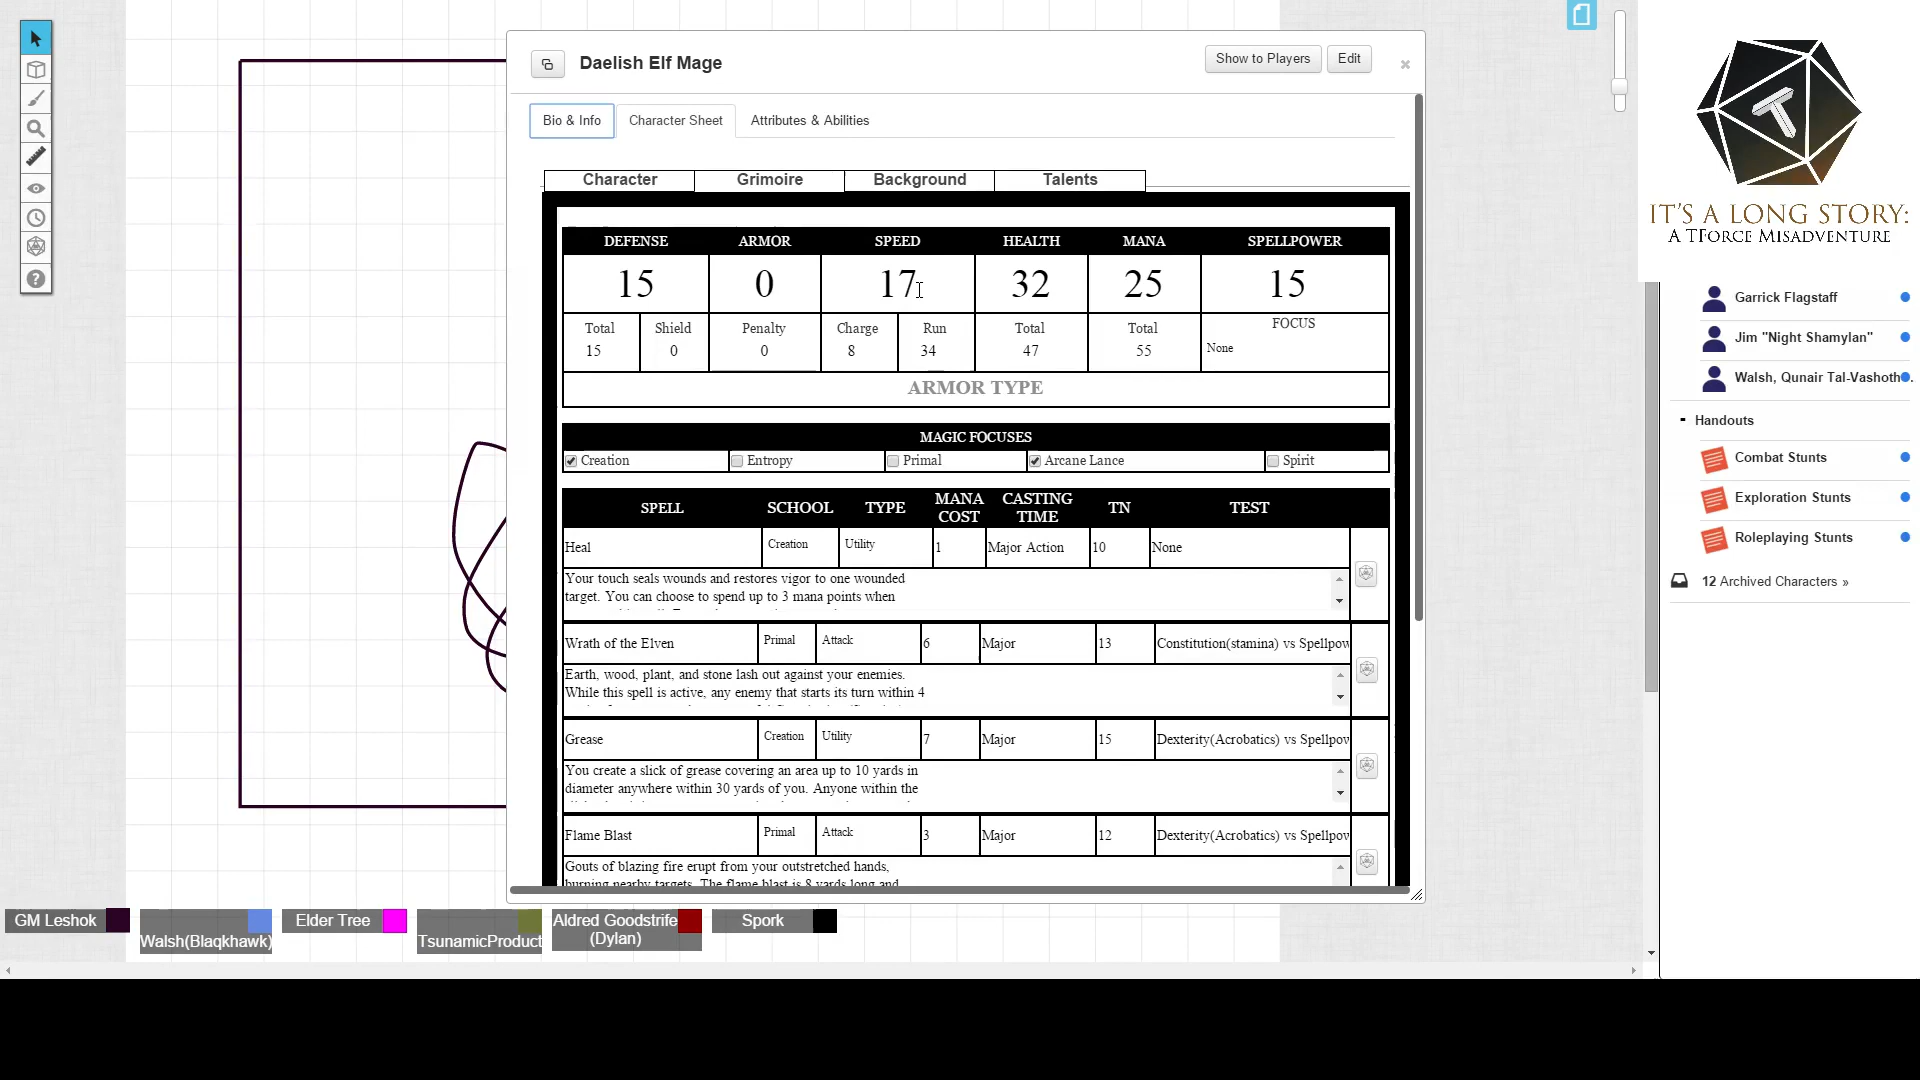 Daelish Elf Mage
Show to Players
Edit
Bio & Info
Character Sheet
Attributes & Abilities
Character
Grimoire
Background
Talents
DEFENSE ARMOR SPEED HEALTH MANA SPELLPOWER
15 0 17 32 25 15
Total Shield Penalty Charge Run Total Total FOCUS
15 0 0 8 34 47 55 None
ARMOR TYPE
MAGIC FOCUSES
Creation Entropy Primal Arcane Lance Spirit
SPELL SCHOOL TYPE MANA COST CASTING TIME TN TEST
Heal Creation Utility 1 Major Action 10 None
Your touch seals wounds and restores vigor to one wounded
target. You can choose to spend up to 3 mana points when
Wrath of the Elven Primal Attack 6 Major 13 Constitution(stamina) vs Spellpow
Earth, wood, plant, and stone lash out against your enemies.
While this spell is active, any enemy that starts its turn within 4
Grease Creation Utility 7 Major 15 Dexterity(Acrobatics) vs Spellpow
You create a slick of grease covering an area up to 10 yards in
diameter anywhere within 30 yards of you. Anyone within the
Flame Blast Primal Attack 3 Major 12 Dexterity(Acrobatics) vs Spellpow
Gouts of blazing fire erupt from your outstretched hands,
burning nearby targets. The flame blast is 8 yards long and
GM Leshok
Walsh(Blaqkhawk)
Elder Tree
TsunamicProduct
Aldred Goodstrife
(Dylan)
Spork
IT'S A LONG STORY:
A TFORCE MISADVENTURE
Garrick Flagstaff
Jim "Night Shamylan"
Walsh, Qunair Tal-Vashoth
Handouts
Combat Stunts
Exploration Stunts
Roleplaying Stunts
12 Archived Characters »